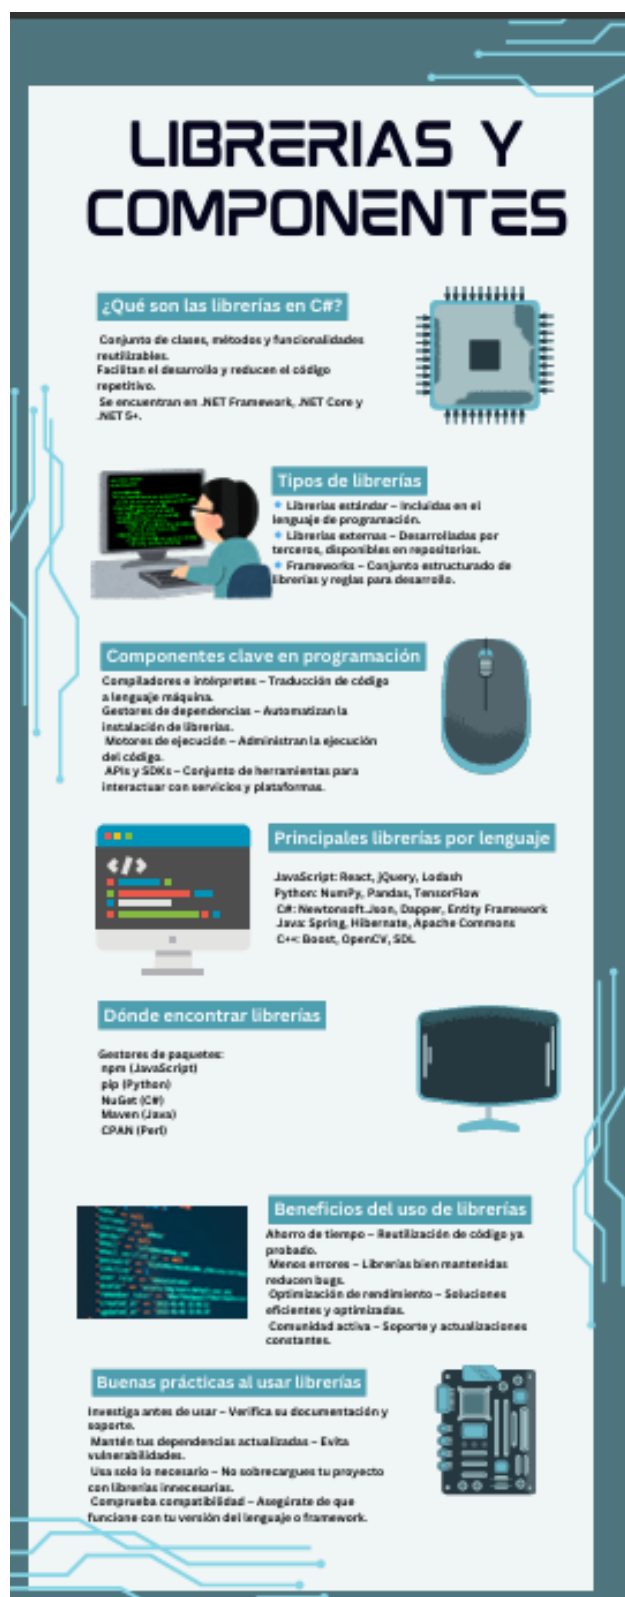 LIBRERIAS Y
COMPONENTES
¿Qué son las librerías en C#?
Conjunto de clases, métodos y funcionalidades
reutilizables.
Facilitan el desarrollo y reducen el código
repetitivo.
Se encuentran en .NET Framework, .NET Core y
.NET 5+.
Tipos de librerías
Librerías estándar – Incluidas en el
lenguaje de programación.
Librerías externas – Desarrolladas por
terceros, disponibles en repositorios.
Frameworks – Conjunto estructurado de
librerías y reglas para desarrollo.
Componentes clave en programación
Compiladores e intérpretes – Traducción de código
a lenguaje máquina.
Gestores de dependencias – Automatizan la
instalación de librerías.
Motores de ejecución – Administran la ejecución
del código.
APIs y SDKs – Conjunto de herramientas para
interactuar con servicios y plataformas.
</>
Principales librerías por lenguaje
JavaScript: React, jQuery, Lodash
Python: NumPy, Pandas, TensorFlow
C#: Newtonsoft.Json, Dapper, Entity Framework
Java: Spring, Hibernate, Apache Commons
C++: Boost, OpenCV, SDL
Dónde encontrar librerías
Gestores de paquetes:
npm (JavaScript)
pip (Python)
NuGet (C#)
Maven (Java)
CPAN (Perl)
Beneficios del uso de librerías
Ahorro de tiempo – Reutilización de código ya
probado.
Menos errores – Librerías bien mantenidas
reducen bugs.
Optimización de rendimiento – Soluciones
eficientes y optimizadas.
Comunidad activa – Soporte y actualizaciones
constantes.
Buenas prácticas al usar librerías
Investiga antes de usar – Verifica su documentación y
soporte.
Mantén tus dependencias actualizadas – Evita
vulnerabilidades.
Usa solo lo necesario – No sobrecargues tu proyecto
con librerías innecesarias.
Comprueba compatibilidad – Asegúrate de que
funcione con tu versión del lenguaje o framework.